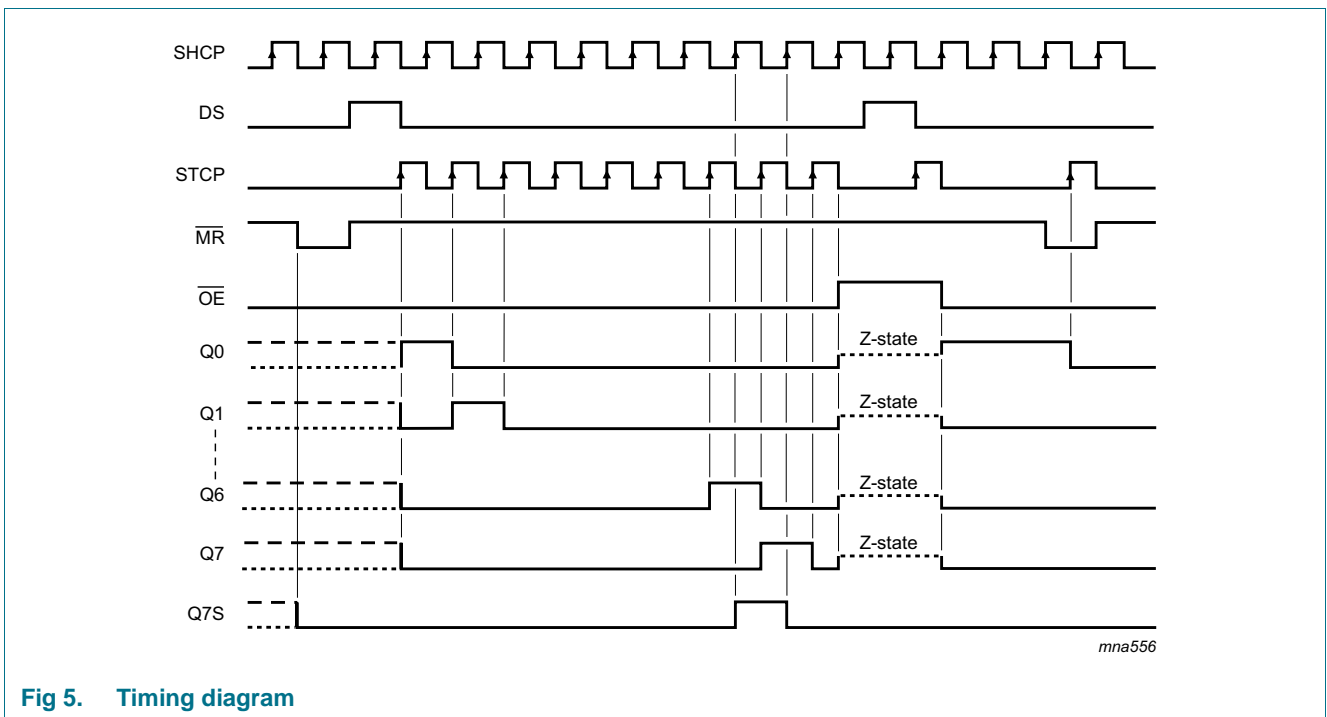 SHCP
DS
STCP
MR
OE
Q0
Z-state
Q1
Z-state
Q6
Z-state
Q7
Z-state
Q7S
mna556
Fig 5. Timing diagram